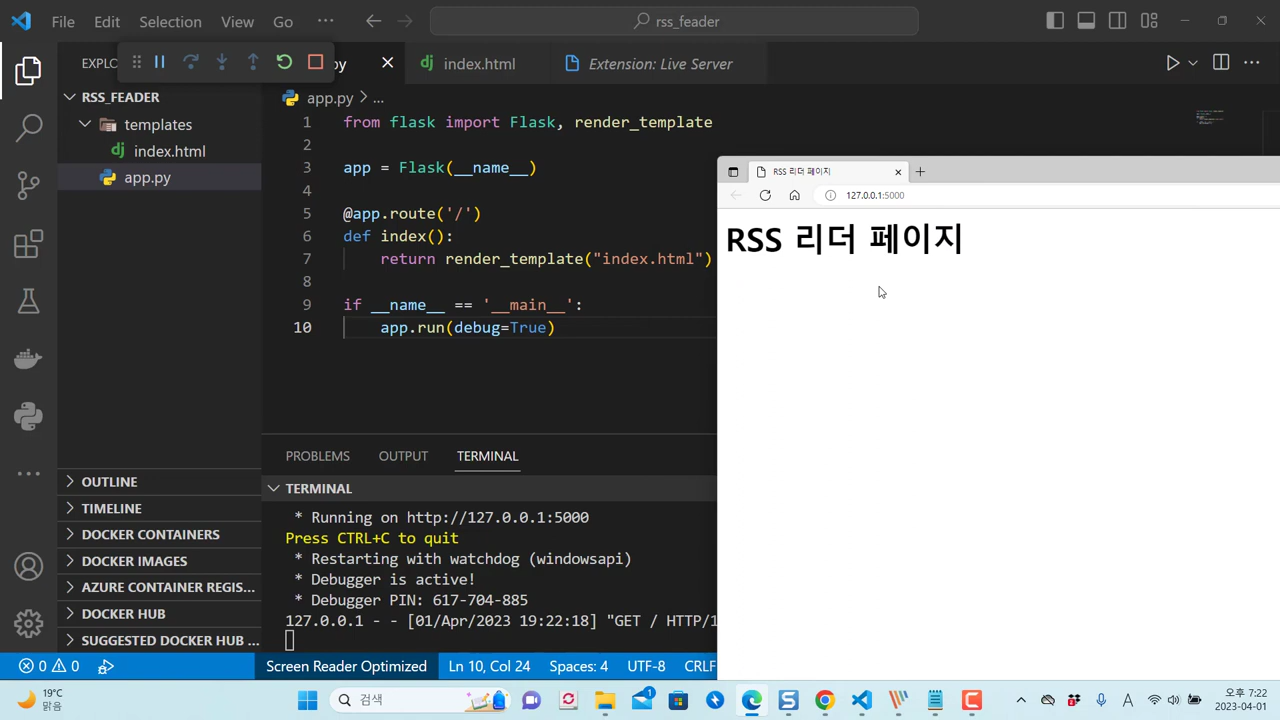 File Edit Selection View Go ··· rss_feader
EXPLO py index.html Extension: Live Server
RSS_FEADER
templates
index.html
app.py
app.py > ...
1 from flask import Flask, render_template
2
3 app = Flask(__name__)
4
5 @app.route('/')
6 def index():
7 return render_template("index.html")
8
9 if __name__ == '__main__':
10 app.run(debug=True)
RSS 리더 페이지
127.0.0.1:5000
RSS 리더 페이지
OUTLINE
TIMELINE
DOCKER CONTAINERS
DOCKER IMAGES
AZURE CONTAINER REGIS...
DOCKER HUB
SUGGESTED DOCKER HUB ...
PROBLEMS OUTPUT TERMINAL
TERMINAL
* Running on http://127.0.0.1:5000
Press CTRL+C to quit
* Restarting with watchdog (windowsapi)
* Debugger is active!
* Debugger PIN: 617-704-885
127.0.0.1 - - [01/Apr/2023 19:22:18] "GET / HTTP/1
0 0 Screen Reader Optimized Ln 10, Col 24 Spaces: 4 UTF-8 CRLF
19°C
맑음
검색
1
A
오후 7:22
2023-04-01